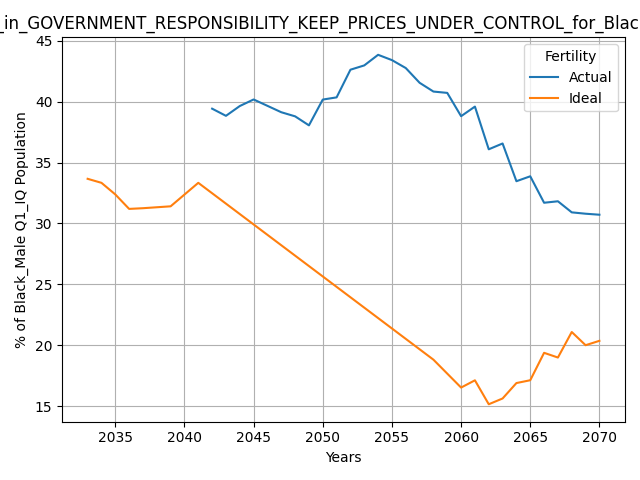 _in_GOVERNMENT_RESPONSIBILITY_KEEP_PRICES_UNDER_CONTROL_for_Blac
% of Black_Male Q1_IQ Population
45
40
35
30
25
20
15
Fertility
Actual
Ideal
2035 2040 2045 2050 2055 2060 2065 2070
Years